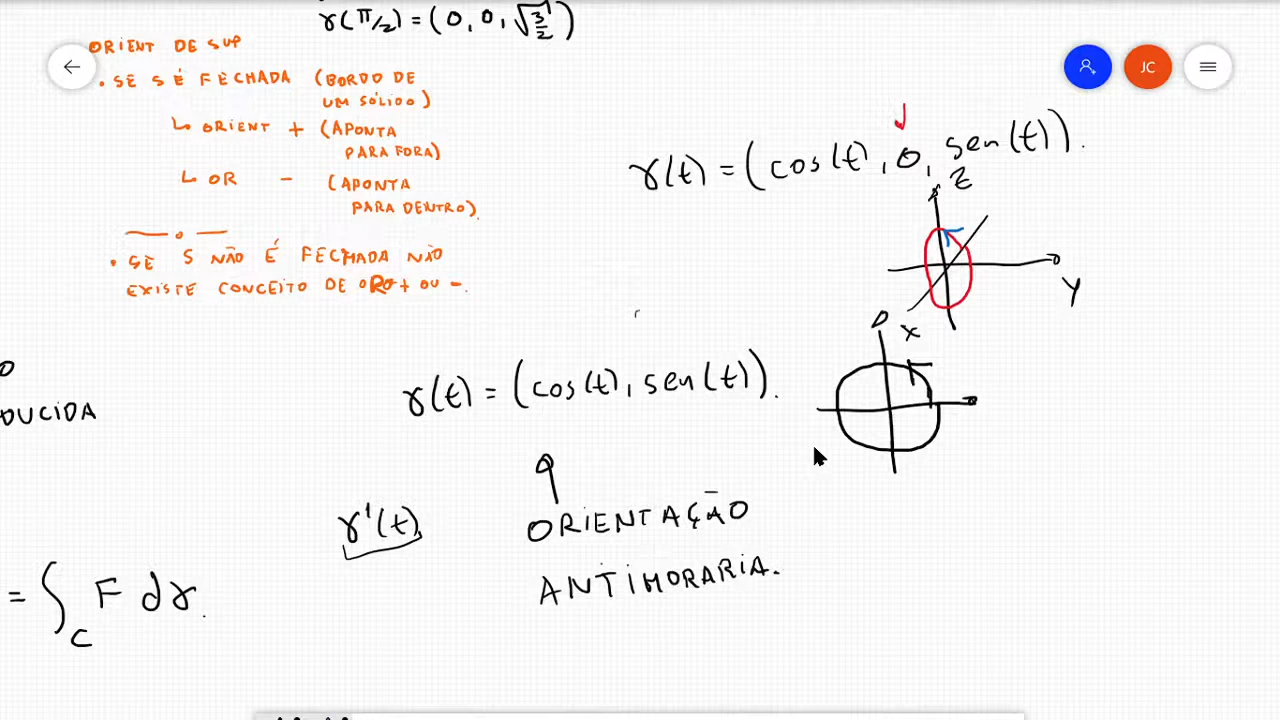 γ(π/2) = (0, 0, √3/2)
ORIENT DE SUP
• SE S É FECHADA (BORDO DE
UM SÓLIDO)
↳ ORIENT + (APONTA
PARA FORA)
↳ OR - (APONTA
PARA DENTRO).
• SE S NÃO É FECHADA NÃO
EXISTE CONCEITO DE OR + OU -.
JC
γ(t) = (cos(t), 0, sen(t)).
Z
Y
X
O
DUCIDA
γ(t) = (cos(t), sen(t)).
γ'(t)
ORIENTAÇÃO
ANTIHORARIA.
= ∫C F dγ.